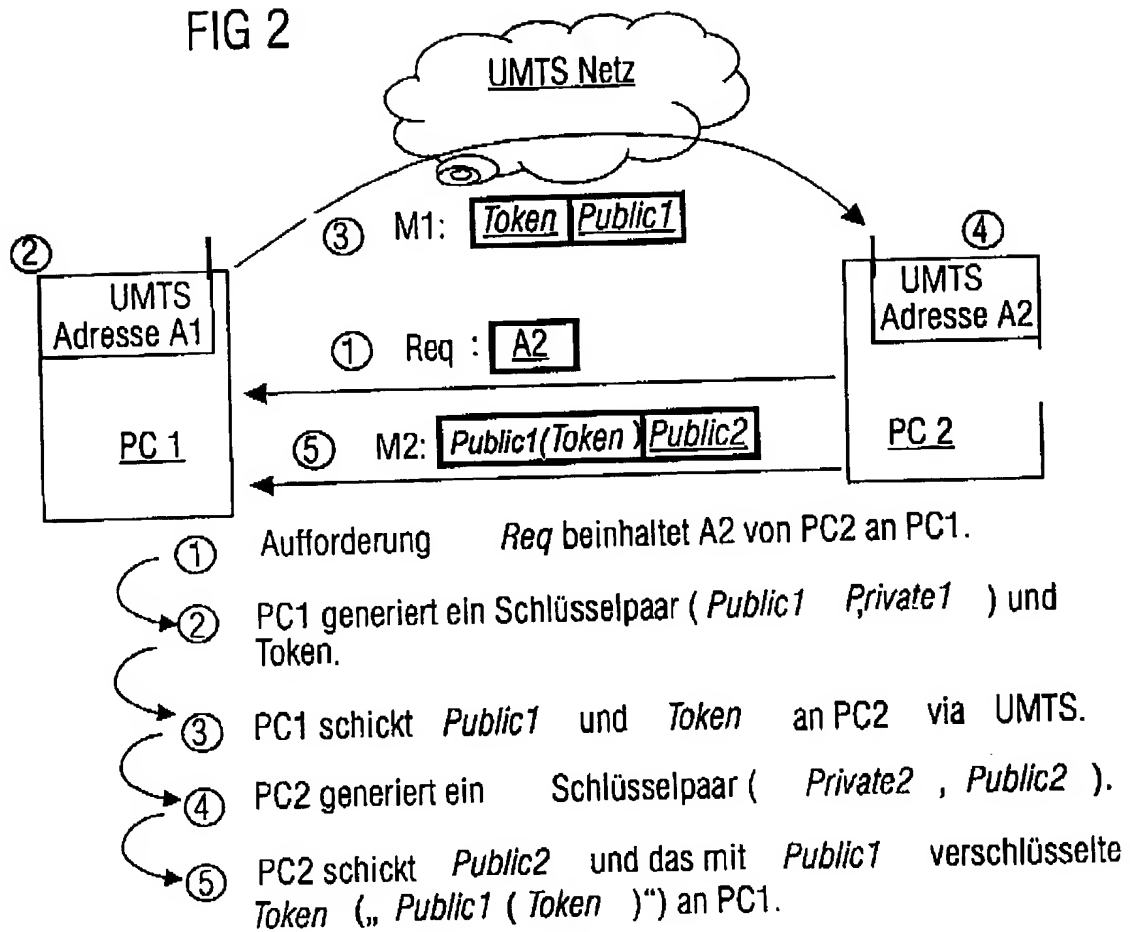 FIG 2
UMTS Netz
③ M1: Token Public1
②
④
UMTS
Adresse A1
UMTS
Adresse A2
① Req : A2
PC 1
⑤ M2: Public1(Token) Public2
PC 2
① Aufforderung Req beinhaltet A2 von PC2 an PC1.
② PC1 generiert ein Schlüsselpaar ( Public1 Private1 ) und
Token.
③ PC1 schickt Public1 und Token an PC2 via UMTS.
④ PC2 generiert ein Schlüsselpaar ( Private2 , Public2 ).
⑤ PC2 schickt Public2 und das mit Public1 verschlüsselte
Token („ Public1 ( Token )“) an PC1.